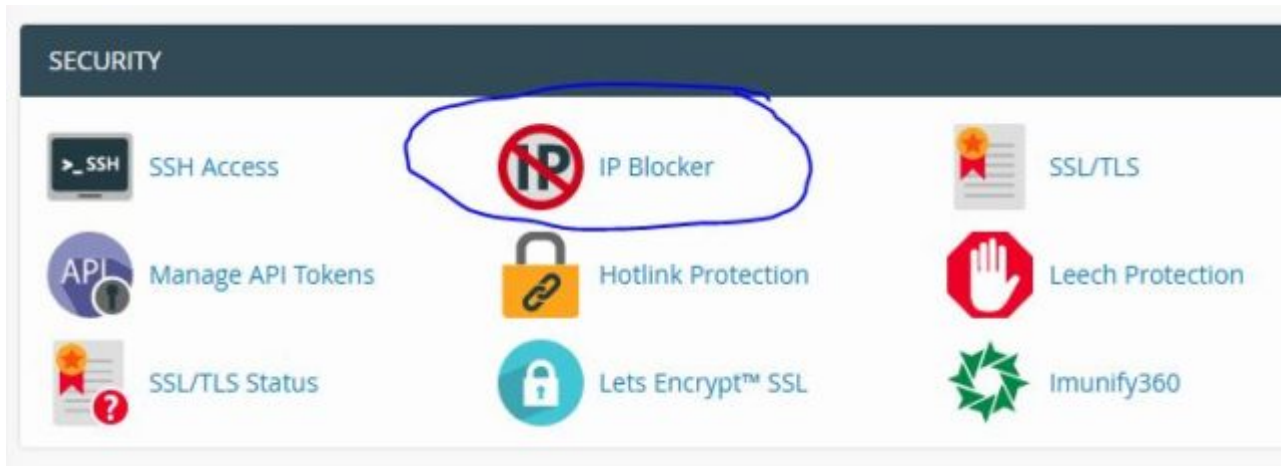 SECURITY
>_SSH SSH Access
IP IP Blocker
SSL/TLS
API Manage API Tokens
Hotlink Protection
Leech Protection
? SSL/TLS Status
Lets Encrypt™ SSL
Imunify360